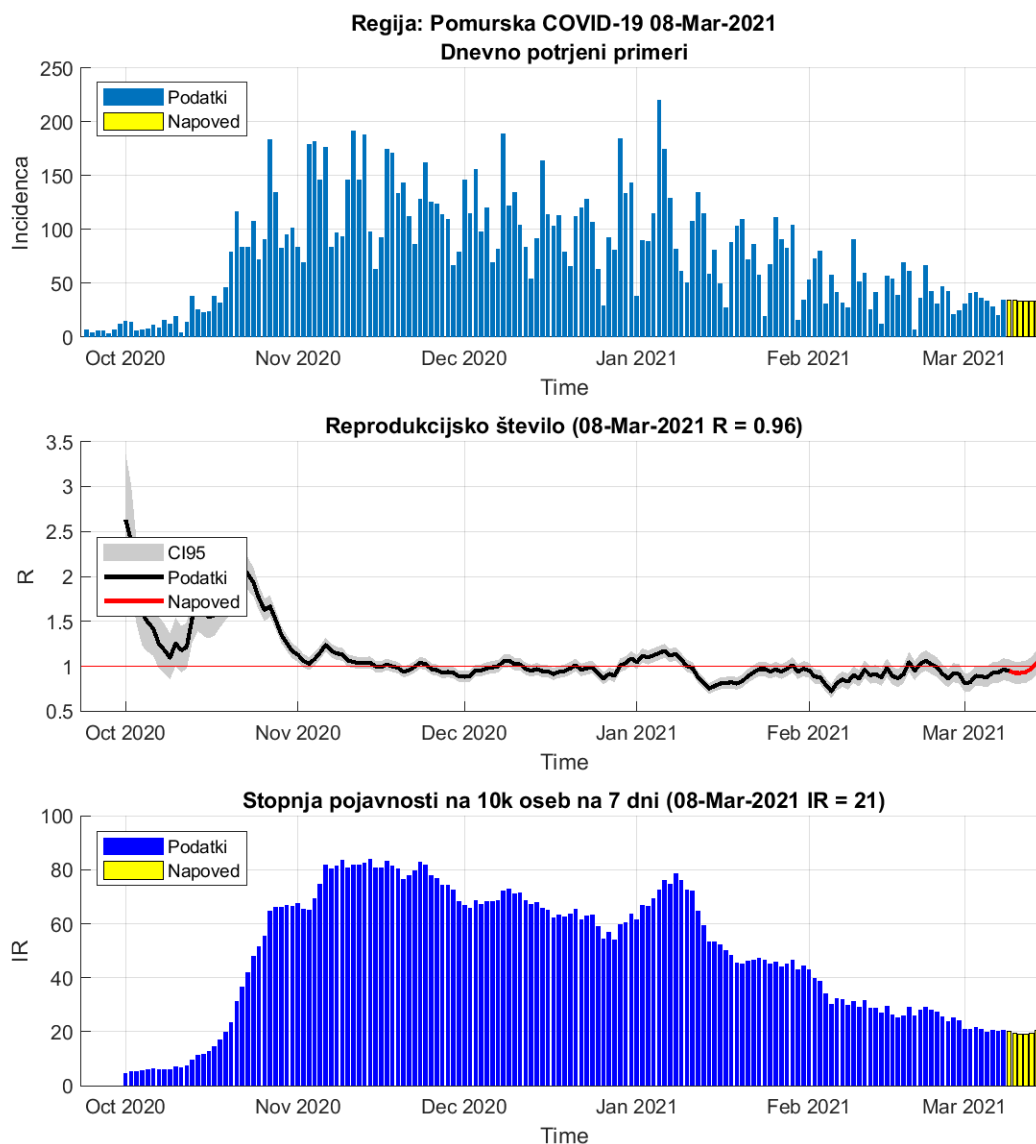 Regija: Pomurska COVID-19 08-Mar-2021
Dnevno potrjeni primeri
250
200
150
100
50
0
Incidenca
Podatki
Napoved
Oct 2020 Nov 2020 Dec 2020 Jan 2021 Feb 2021 Mar 2021
Time
Reprodukcijsko število (08-Mar-2021 R = 0.96)
3.5
3
2.5
2
1.5
1
0.5
R
CI95
Podatki
Napoved
Oct 2020 Nov 2020 Dec 2020 Jan 2021 Feb 2021 Mar 2021
Time
Stopnja pojavnosti na 10k oseb na 7 dni (08-Mar-2021 IR = 21)
100
80
60
40
20
0
IR
Podatki
Napoved
Oct 2020 Nov 2020 Dec 2020 Jan 2021 Feb 2021 Mar 2021
Time